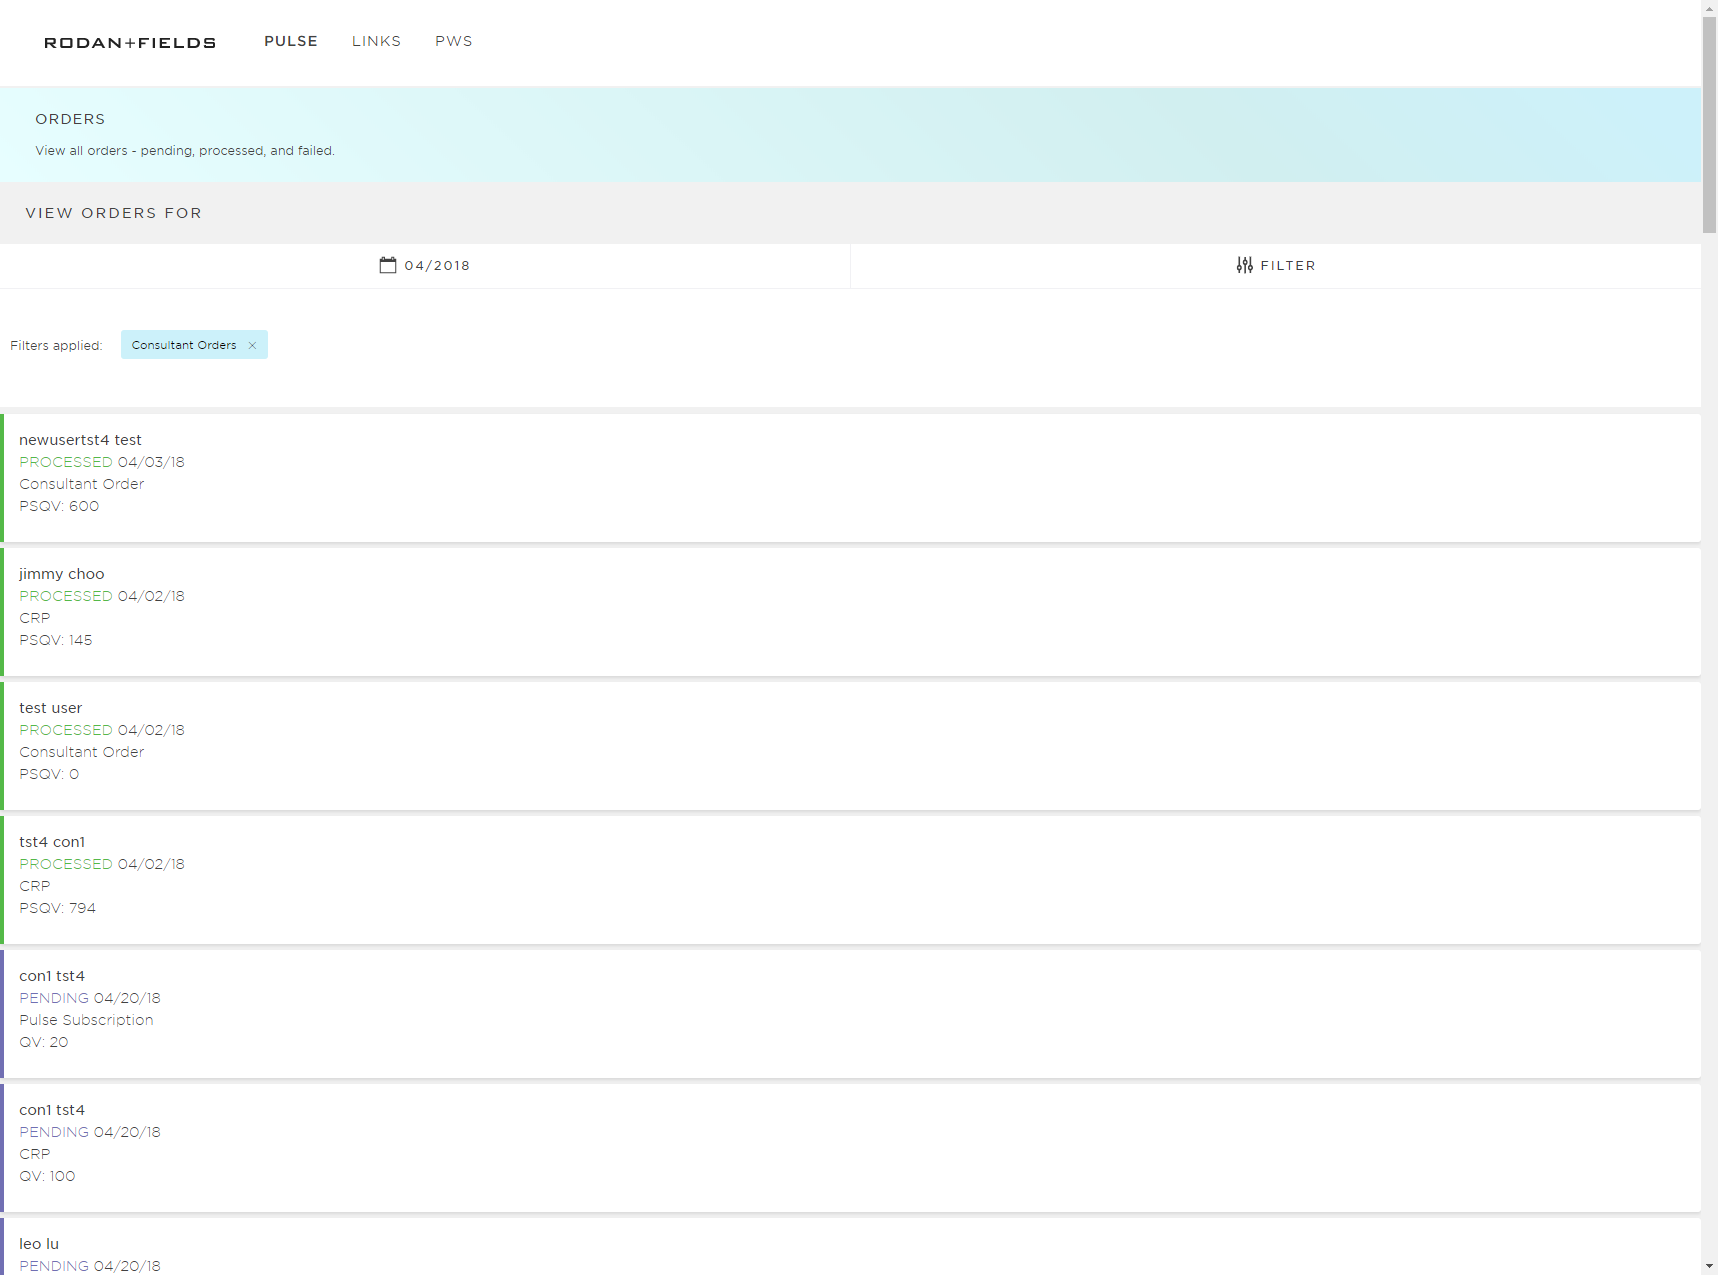 RODAN+FIELDS PULSE LINKS PWS
ORDERS
View all orders - pending, processed, and failed.
VIEW ORDERS FOR
04/2018 FILTER
Filters applied: Consultant Orders ×
newusertst4 test
PROCESSED 04/03/18
Consultant Order
PSQV: 600
jimmy choo
PROCESSED 04/02/18
CRP
PSQV: 145
test user
PROCESSED 04/02/18
Consultant Order
PSQV: 0
tst4 con1
PROCESSED 04/02/18
CRP
PSQV: 794
con1 tst4
PENDING 04/20/18
Pulse Subscription
QV: 20
con1 tst4
PENDING 04/20/18
CRP
QV: 100
leo lu
PENDING 04/20/18